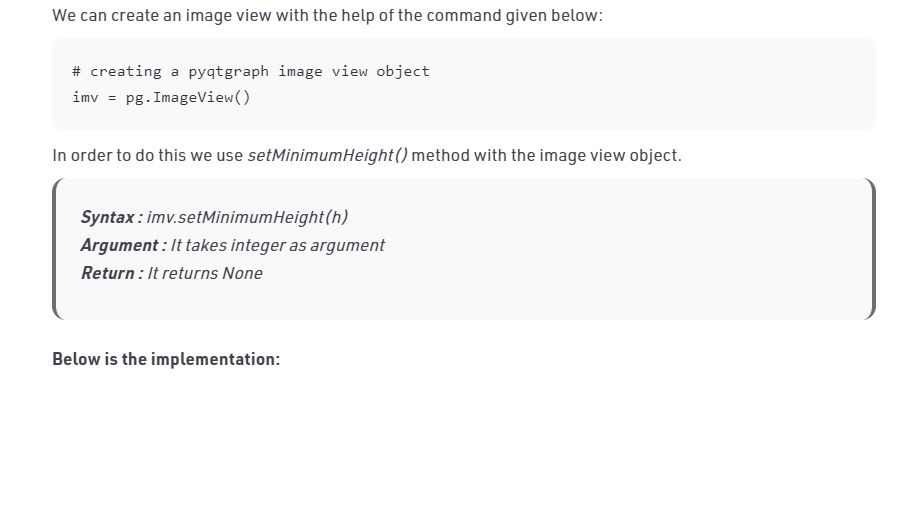 We can create an image view with the help of the command given below:
# creating a pyqtgraph image view object
imv = pg.ImageView()
In order to do this we use setMinimumHeight() method with the image view object.
Syntax : imv.setMinimumHeight(h)
Argument : It takes integer as argument
Return : It returns None
Below is the implementation: